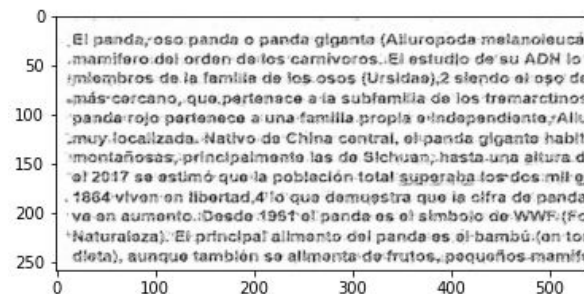 0
El panda, oso panda o panda gigante (Ailuropoda melanoleuca
50
mamífero del orden de los carnívoros. El estudio de su ADN lo
miembros de la familia de los osos (Ursidae),2 siendo el oso de
100
más cercano, que pertenece a la subfamilia de los tremarctinos
panda rojo pertenece a una familia propia e independiente, Ailu
muy localizada. Nativo de China central, el panda gigante habit
150
montañosas, principalmente las de Sichuan, hasta una altura d
el 2017 se estimó que la población total superaba los dos mil e
1864 viven en libertad,4 lo que demuestra que la cifra de panda
200
va en aumento. Desde 1961 el panda es el símbolo de WWF (Fo
Naturaleza). El principal alimento del panda es el bambú (en tor
250
dieta), aunque también se alimenta de frutos, pequeños mamífe
0 100 200 300 400 500